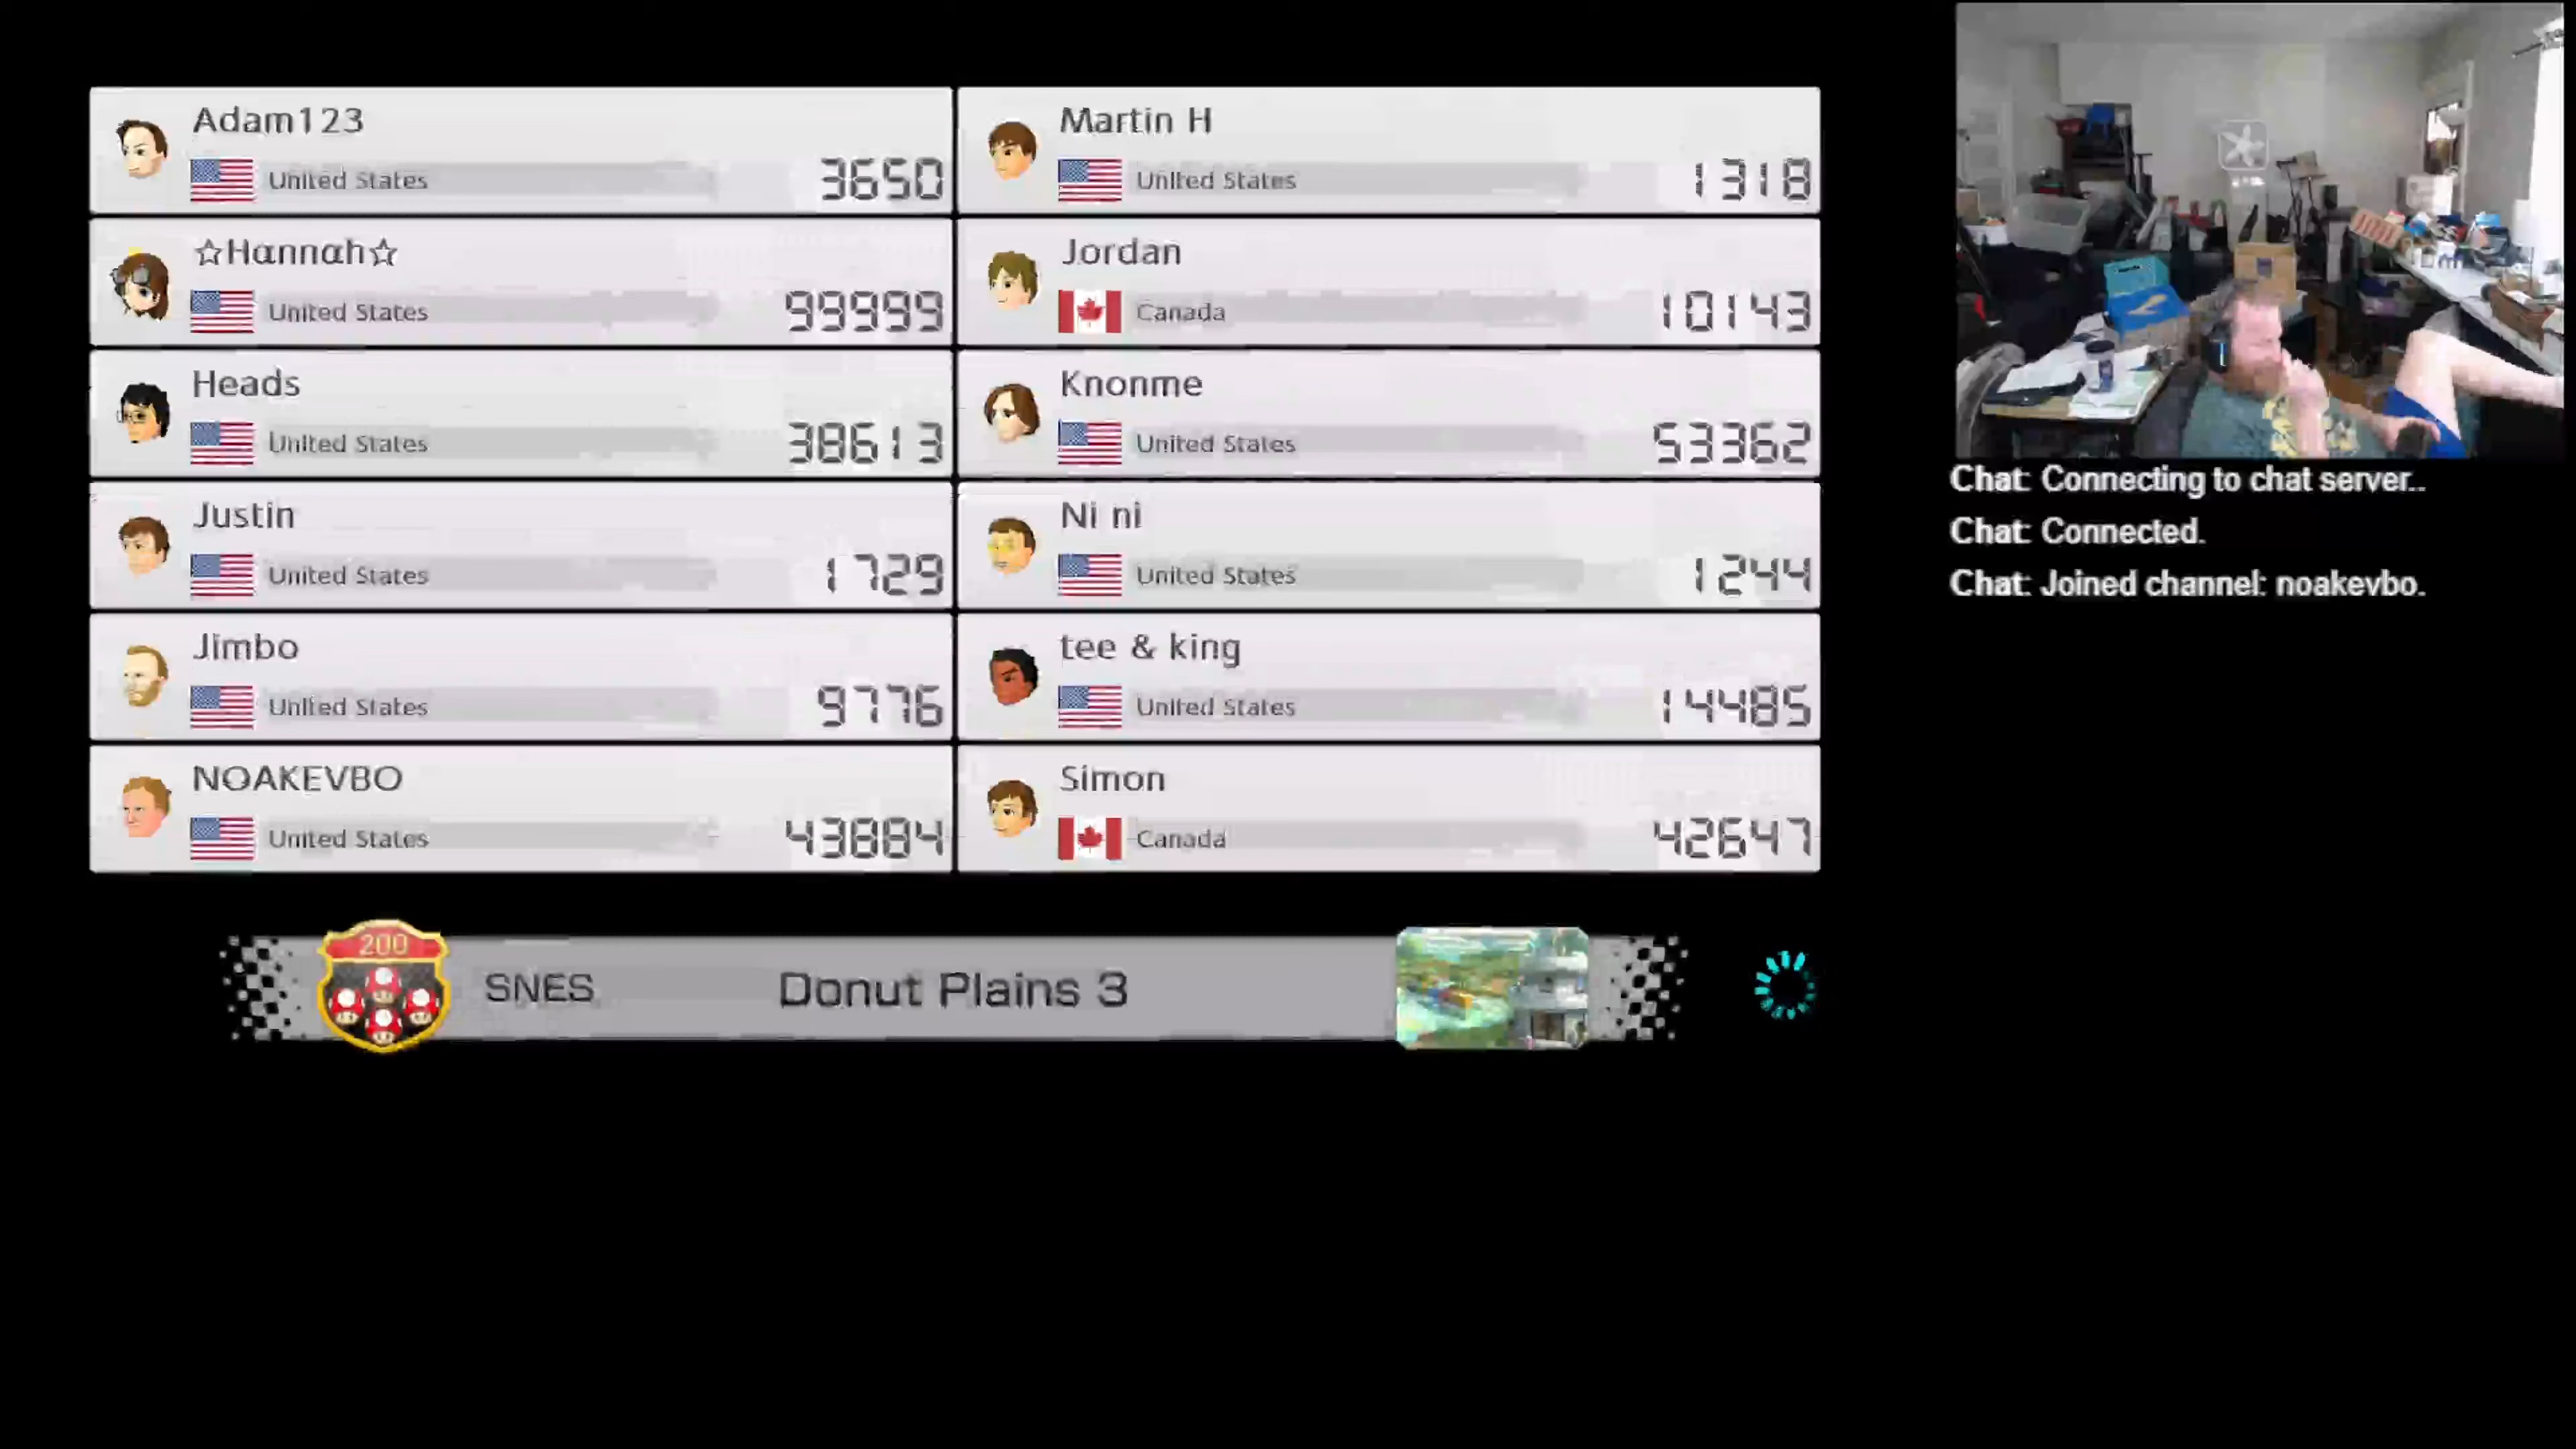 Adam123
United States
3650
Martin H
United States
1318
☆Hαnnαh☆
United States
99999
Jordan
Canada
10143
Heads
United States
38613
Knonme
United States
53362
Justin
United States
1729
Ni ni
United States
1244
Jimbo
United States
9776
tee & king
United States
14485
NOAKEVBO
United States
43884
Simon
Canada
42647
200
SNES
Donut Plains 3
Chat: Connecting to chat server..
Chat: Connected.
Chat: Joined channel: noakevbo.